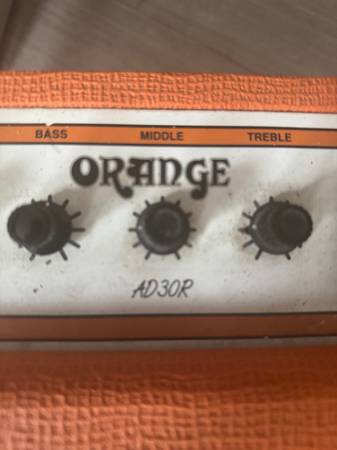 BASS MIDDLE TREBLE
ORANGE
AD30R